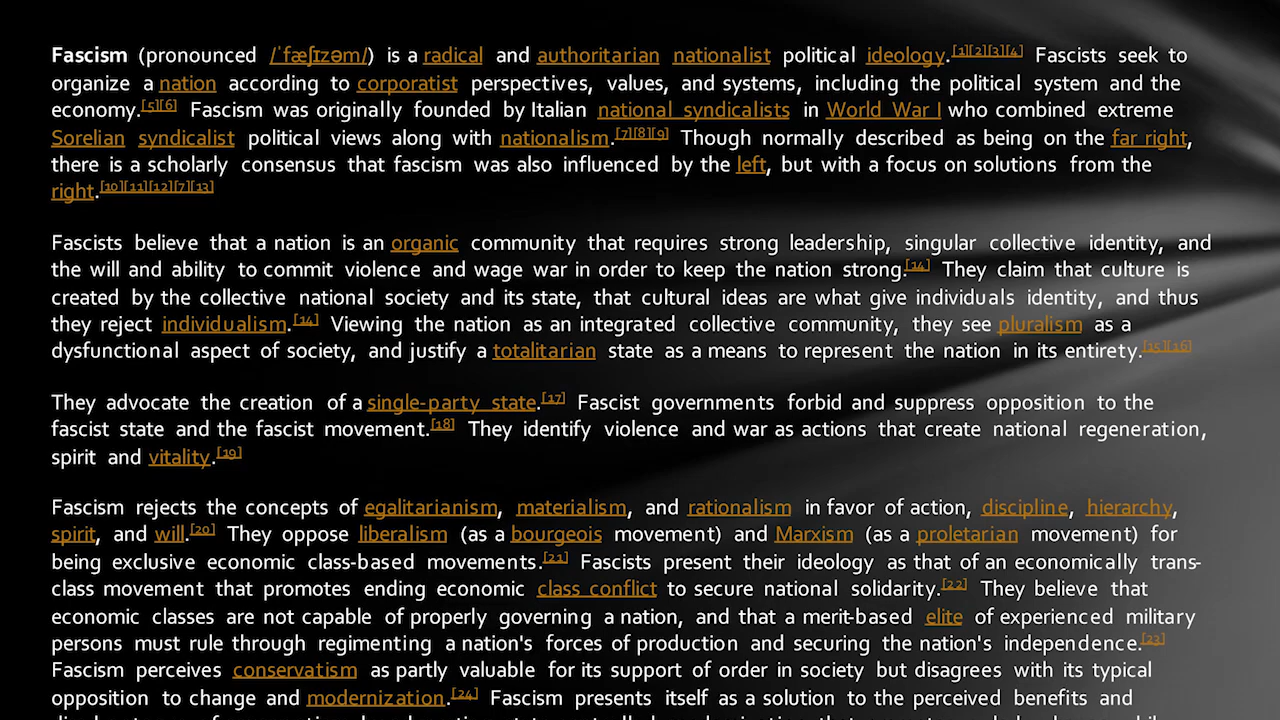 Fascism (pronounced /ˈfæʃɪzəm/) is a radical and authoritarian nationalist political ideology.[1][2][3][4] Fascists seek to
organize a nation according to corporatist perspectives, values, and systems, including the political system and the
economy.[5][6] Fascism was originally founded by Italian national syndicalists in World War I who combined extreme
Sorelian syndicalist political views along with nationalism.[7][8][9] Though normally described as being on the far right,
there is a scholarly consensus that fascism was also influenced by the left, but with a focus on solutions from the
right.[10][11][12][7][13]
Fascists believe that a nation is an organic community that requires strong leadership, singular collective identity, and
the will and ability to commit violence and wage war in order to keep the nation strong.[14] They claim that culture is
created by the collective national society and its state, that cultural ideas are what give individuals identity, and thus
they reject individualism.[14] Viewing the nation as an integrated collective community, they see pluralism as a
dysfunctional aspect of society, and justify a totalitarian state as a means to represent the nation in its entirety.[15][16]
They advocate the creation of a single-party state.[17] Fascist governments forbid and suppress opposition to the
fascist state and the fascist movement.[18] They identify violence and war as actions that create national regeneration,
spirit and vitality.[19]
Fascism rejects the concepts of egalitarianism, materialism, and rationalism in favor of action, discipline, hierarchy,
spirit, and will.[20] They oppose liberalism (as a bourgeois movement) and Marxism (as a proletarian movement) for
being exclusive economic class-based movements.[21] Fascists present their ideology as that of an economically trans-
class movement that promotes ending economic class conflict to secure national solidarity.[22] They believe that
economic classes are not capable of properly governing a nation, and that a merit-based elite of experienced military
persons must rule through regimenting a nation's forces of production and securing the nation's independence.[23]
Fascism perceives conservatism as partly valuable for its support of order in society but disagrees with its typical
opposition to change and modernization.[24] Fascism presents itself as a solution to the perceived benefits and